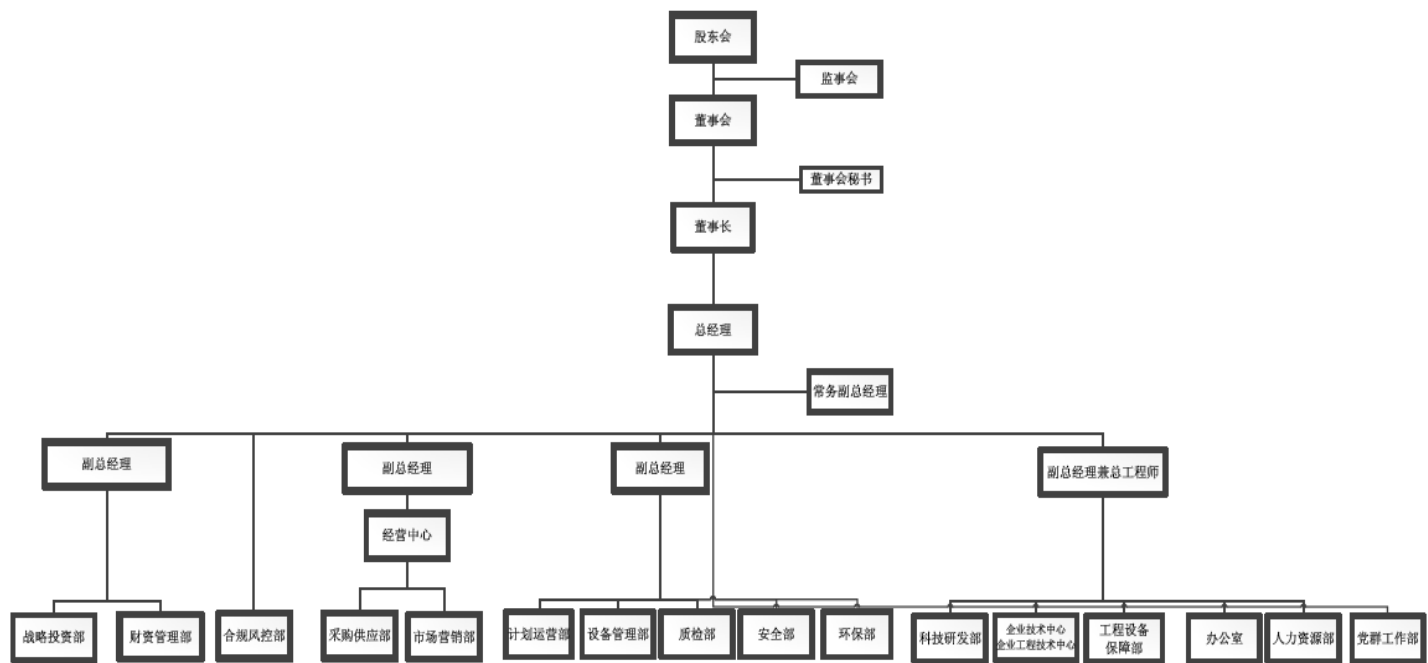 股东会
监事会
董事会
董事会秘书
董事长
总经理
常务副总经理
副总经理
副总经理
副总经理
副总经理兼总工程师
经营中心
战略投资部
财资管理部
合规风控部
采购供应部
市场营销部
计划运营部
设备管理部
质检部
安全部
环保部
科技研发部
企业技术中心
企业工程技术中心
工程设备
保障部
办公室
人力资源部
党群工作部